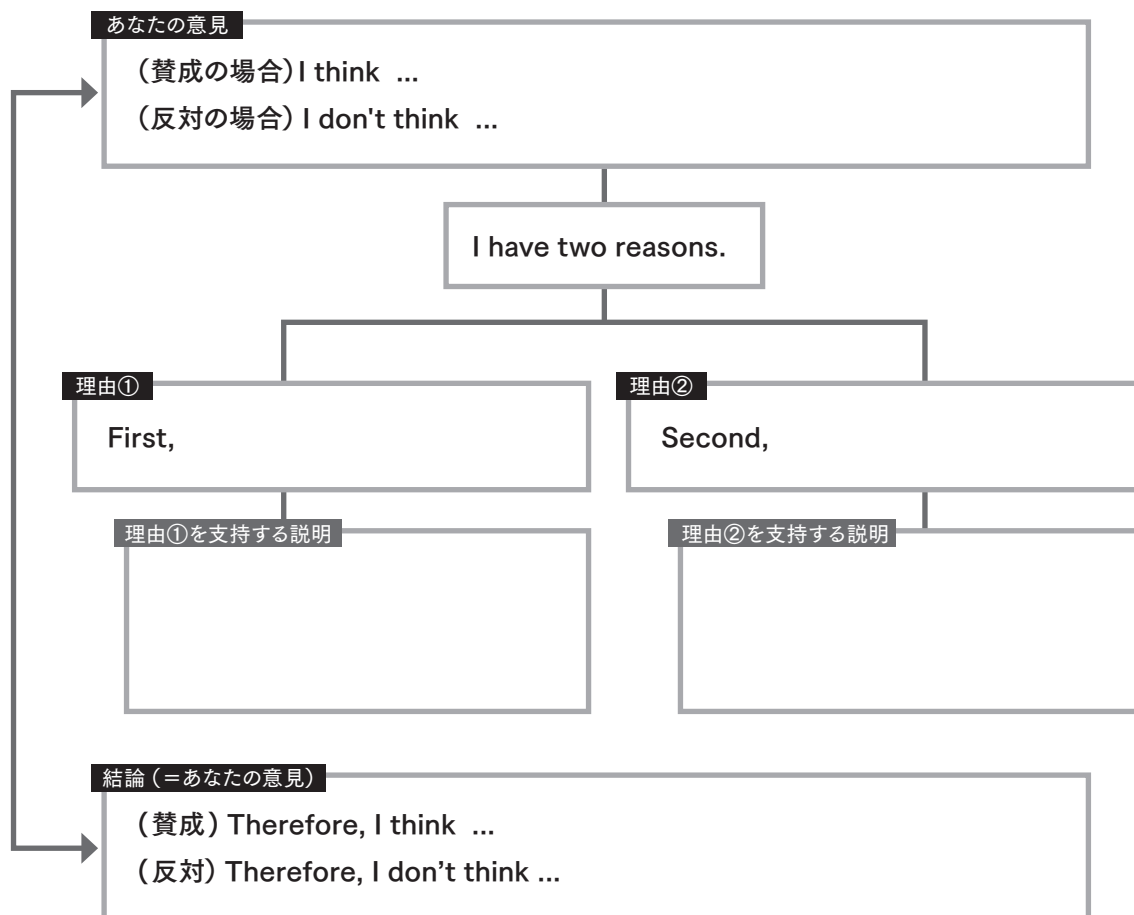 あなたの意見
（賛成の場合）I think ...
（反対の場合） I don't think ...
I have two reasons.
理由①
First,
理由①を支持する説明
理由②
Second,
理由②を支持する説明
結論（＝あなたの意見）
（賛成） Therefore, I think ...
（反対） Therefore, I don’t think ...